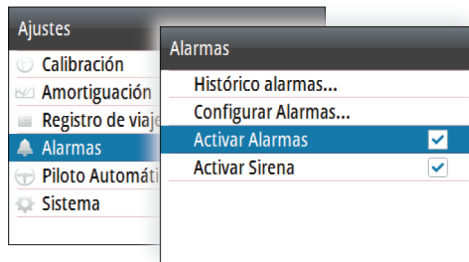 Ajustes
Calibración
Amortiguación
Registro de viaje
Alarmas
Piloto Automáti
Sistema
Alarmas
Histórico alarmas...
Configurar Alarmas...
Activar Alarmas
Activar Sirena